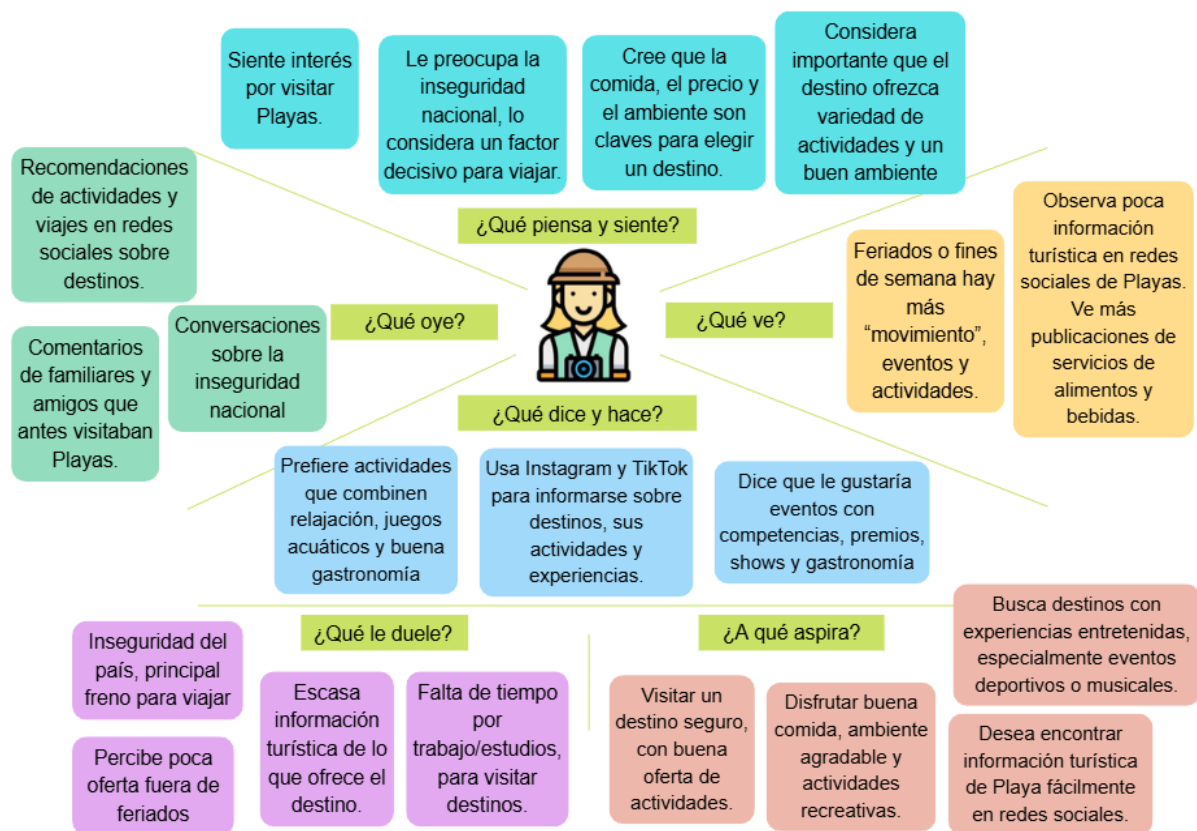 Siente interés
por visitar
Playas.
Le preocupa la
inseguridad
nacional, lo
considera un factor
decisivo para viajar.
Cree que la
comida, el precio y
el ambiente son
claves para elegir
un destino.
Considera
importante que el
destino ofrezca
variedad de
actividades y un
buen ambiente
¿Qué piensa y siente?
Recomendaciones
de actividades y
viajes en redes
sociales sobre
destinos.
Conversaciones
sobre la
inseguridad
nacional
Comentarios
de familiares y
amigos que
antes visitaban
Playas.
¿Qué oye?
¿Qué ve?
Feriados o fines
de semana hay
más
“movimiento”,
eventos y
actividades.
Observa poca
información
turística en redes
sociales de Playas.
Ve más
publicaciones de
servicios de
alimentos y
bebidas.
¿Qué dice y hace?
Prefiere actividades
que combinen
relajación, juegos
acuáticos y buena
gastronomía
Usa Instagram y TikTok
para informarse sobre
destinos, sus
actividades y
experiencias.
Dice que le gustaría
eventos con
competencias, premios,
shows y gastronomía
¿Qué le duele?
Inseguridad del
país, principal
freno para viajar
Percibe poca
oferta fuera de
feriados
Escasa
información
turística de lo
que ofrece el
destino.
Falta de tiempo
por
trabajo/estudios,
para visitar
destinos.
¿A qué aspira?
Visitar un
destino seguro,
con buena
oferta de
actividades.
Disfrutar buena
comida, ambiente
agradable y
actividades
recreativas.
Busca destinos con
experiencias entretenidas,
especialmente eventos
deportivos o musicales.
Desea encontrar
información turística
de Playa fácilmente
en redes sociales.